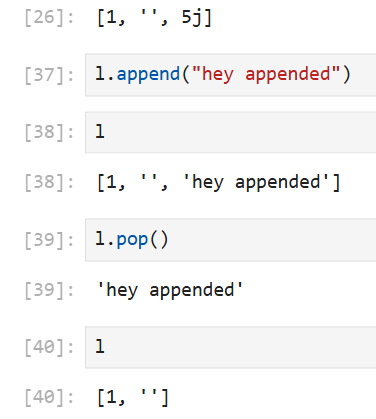 [26]: [1, '', 5j]
[37]: l.append("hey appended")
[38]: l
[38]: [1, '', 'hey appended']
[39]: l.pop()
[39]: 'hey appended'
[40]: l
[40]: [1, '']